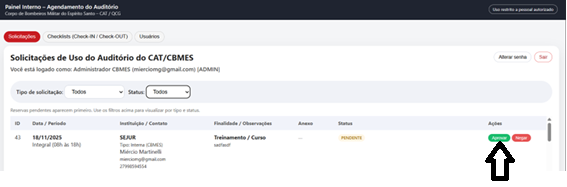 Painel Interno – Agendamento do Auditório
Corpo de Bombeiros Militar do Espírito Santo - CAT / QCG
Uso restrito a pessoal autorizado
Solicitações
Checklists (Check-IN / Check-OUT)
Usuários
Solicitações de Uso do Auditório do CAT/CBMES
Alterar senha
Sair
Você está logado como: Administrador CBMES (mierciomg@gmail.com) [ADMIN]
Tipo de solicitação: Todos Status: Todos
Reservas pendentes aparecem primeiro. Use os filtros acima para visualizar por tipo e status.
ID Data / Período Instituição / Contato Finalidade / Observações Anexo Status Ações
43 18/11/2025 SEJUR Treinamento / Curso — PENDENTE Aprovar Negar
Integral (08h às 18h) Tipo: Interna (CBMES)
Miércio Martinelli
mierciomg@gmail.com
27998594554